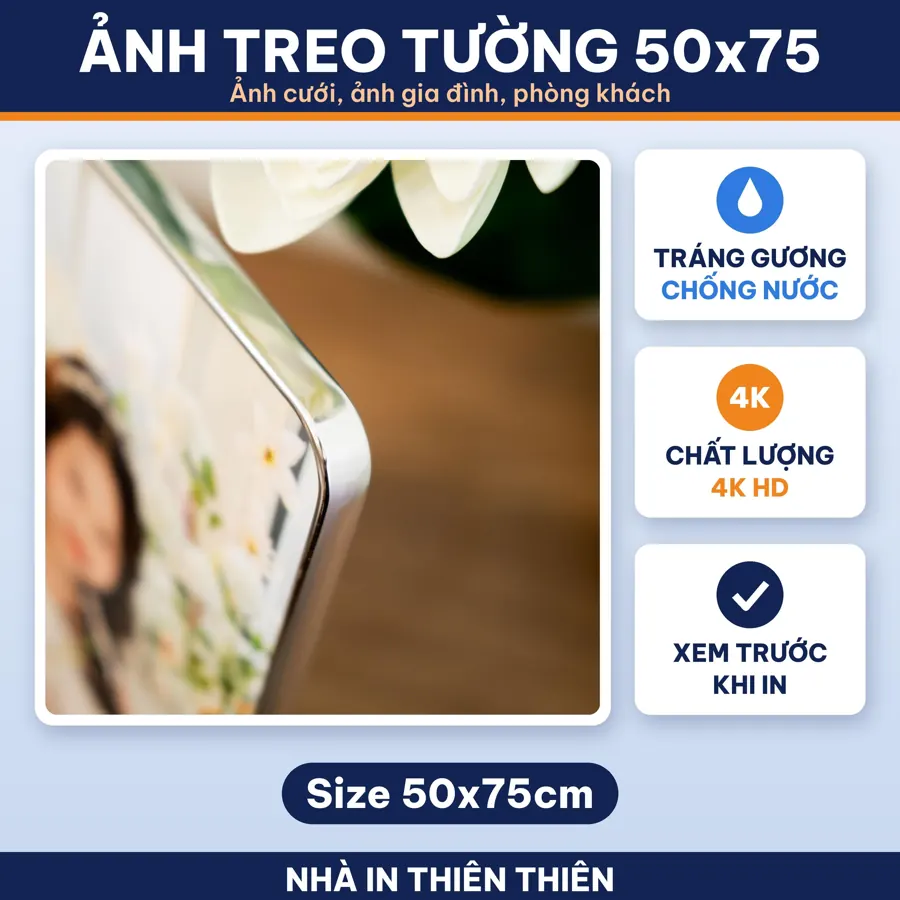 ẢNH TREO TƯỜNG 50x75
Ảnh cưới, ảnh gia đình, phòng khách
TRÁNG GƯƠNG
CHỐNG NƯỚC
4K
CHẤT LƯỢNG
4K HD
XEM TRƯỚC
KHI IN
Size 50x75cm
NHÀ IN THIÊN THIÊN